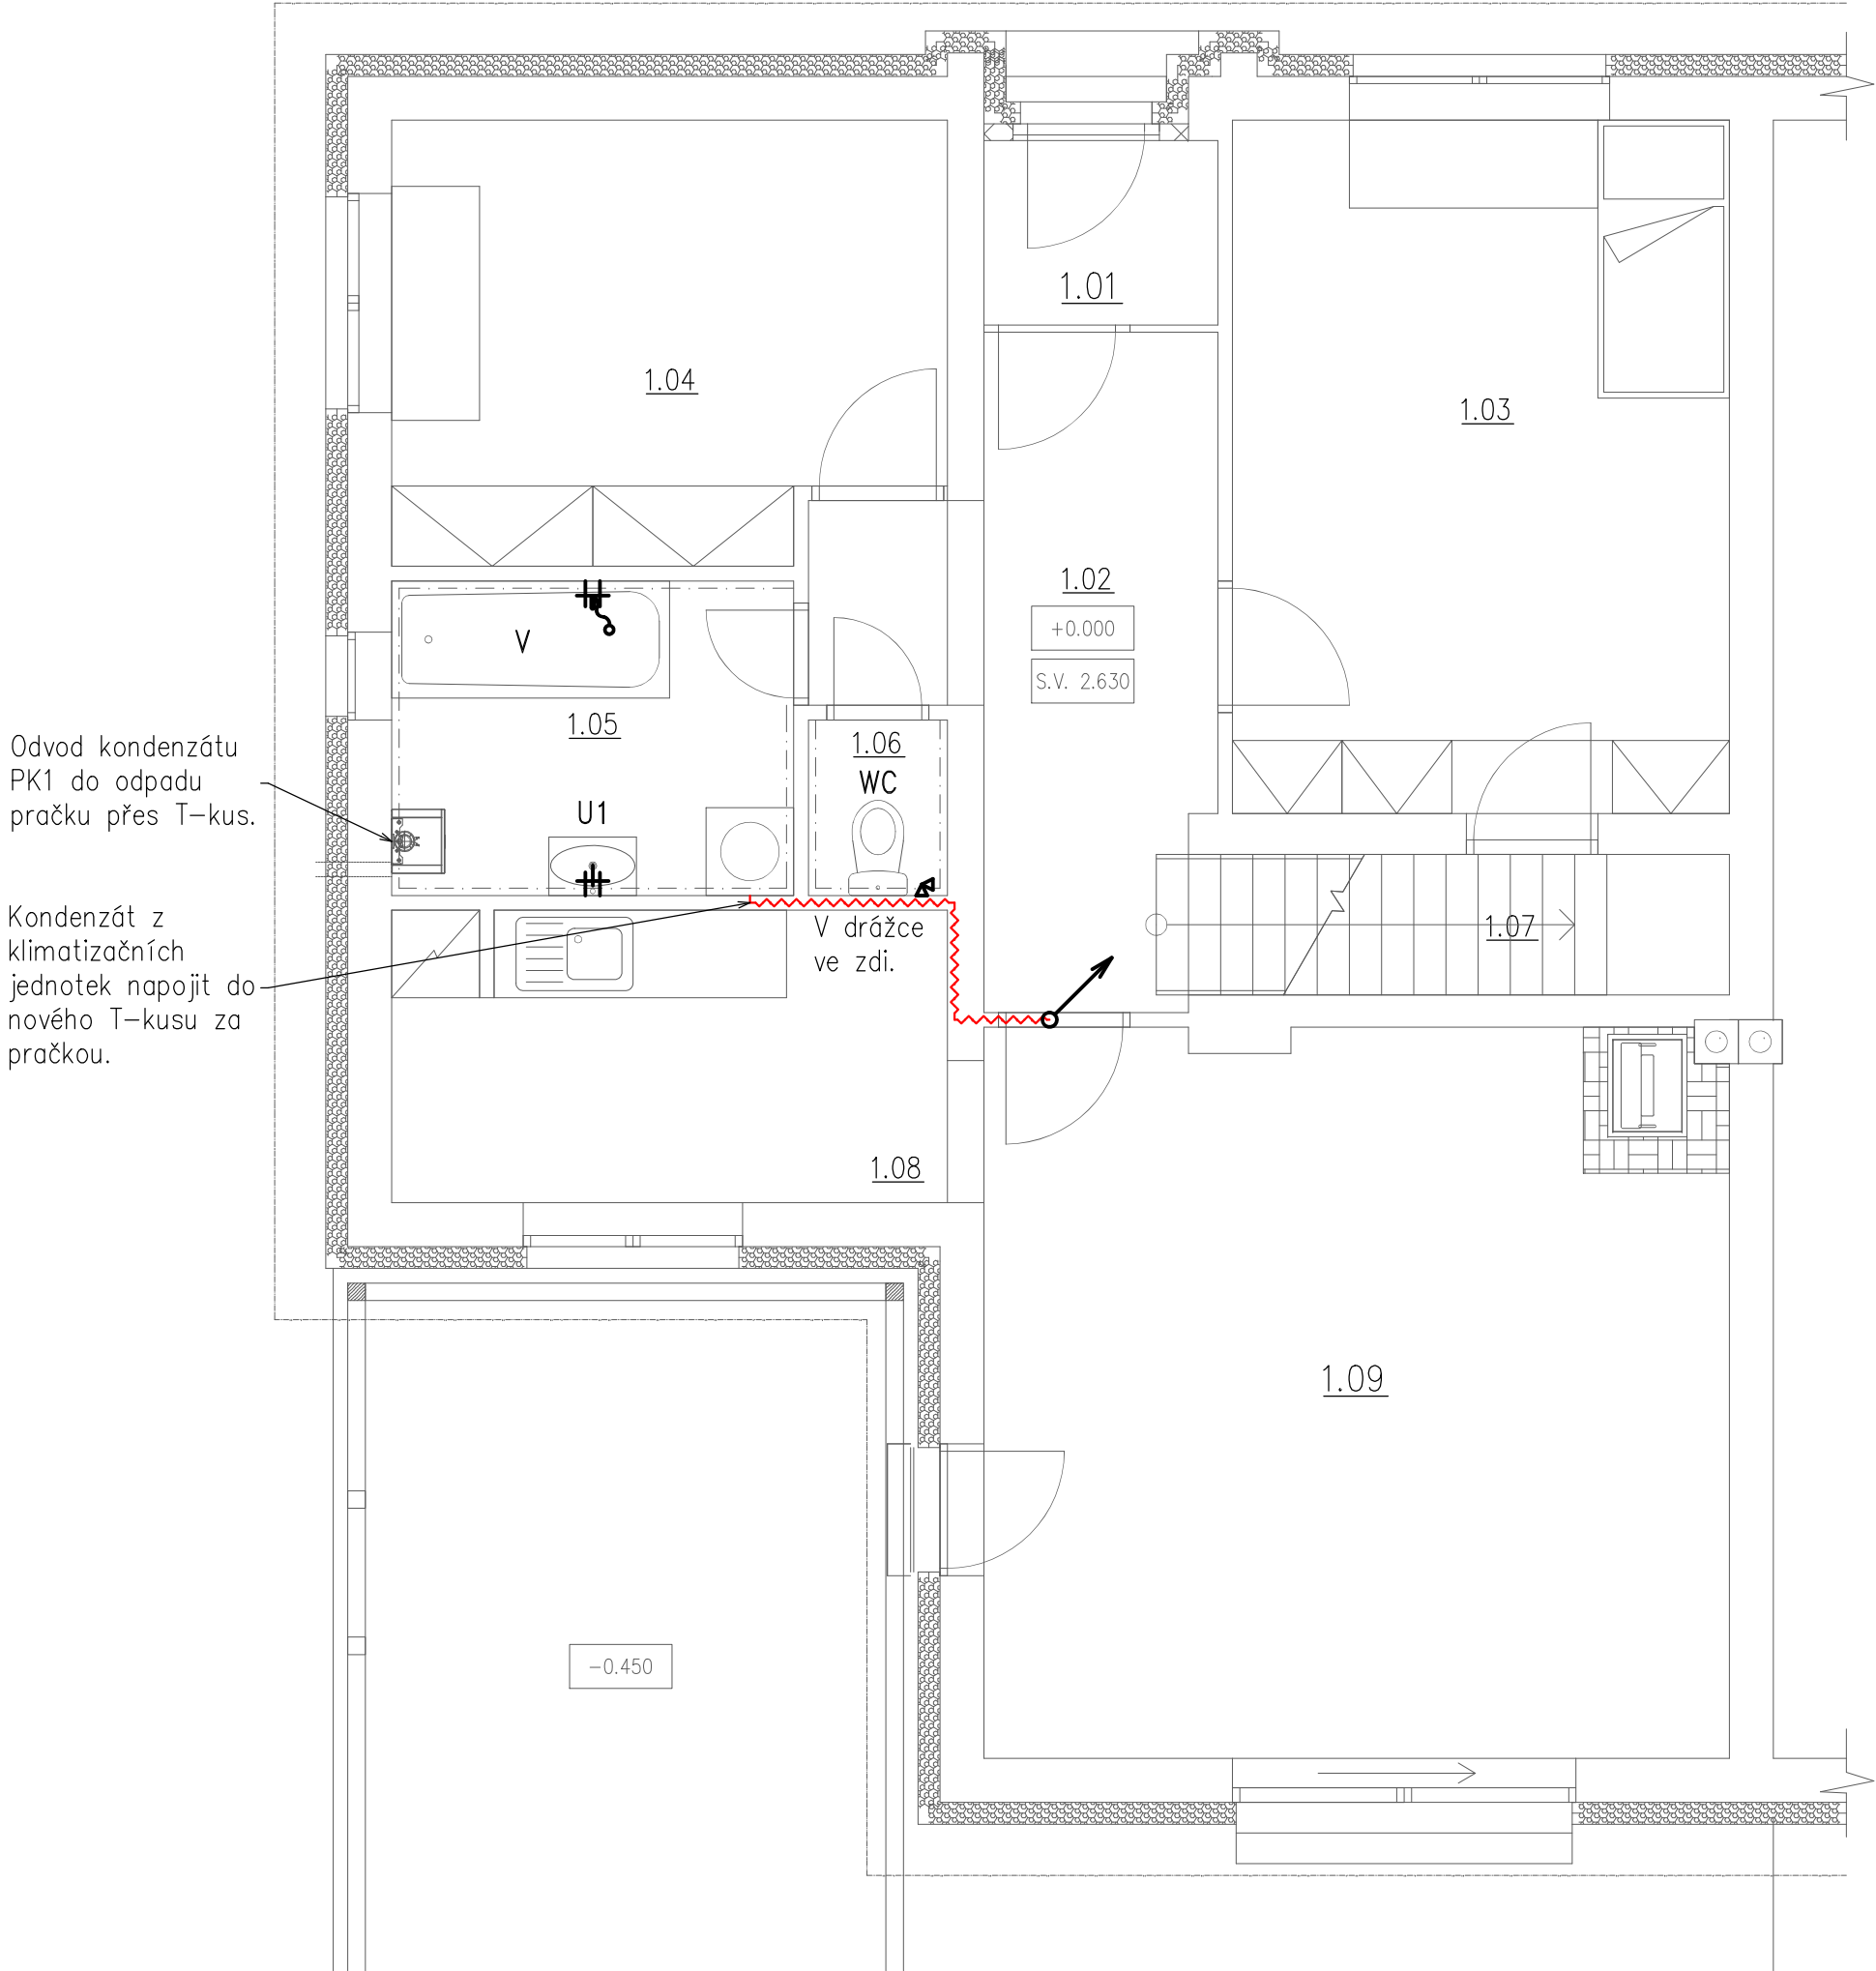 1.01
1.04
1.03
1.02
+0.000
S.V. 2.630
V
1.05
1.06
WC
U1
Odvod kondenzátu
PK1 do odpadu
pračku přes T-kus.
Kondenzát z
klimatizačních
jednotek napojit do
nového T-kusu za
pračkou.
V drážce
ve zdi.
1.07
1.08
1.09
-0.450